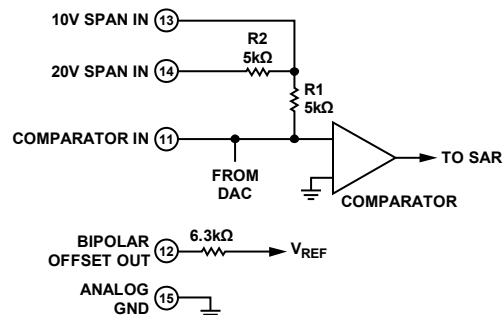 10V SPAN IN 13
R2
5kΩ
20V SPAN IN 14
R1
5kΩ
COMPARATOR IN 11
FROM
DAC
TO SAR
COMPARATOR
BIPOLAR
OFFSET OUT 12
6.3kΩ
VREF
ANALOG
GND 15